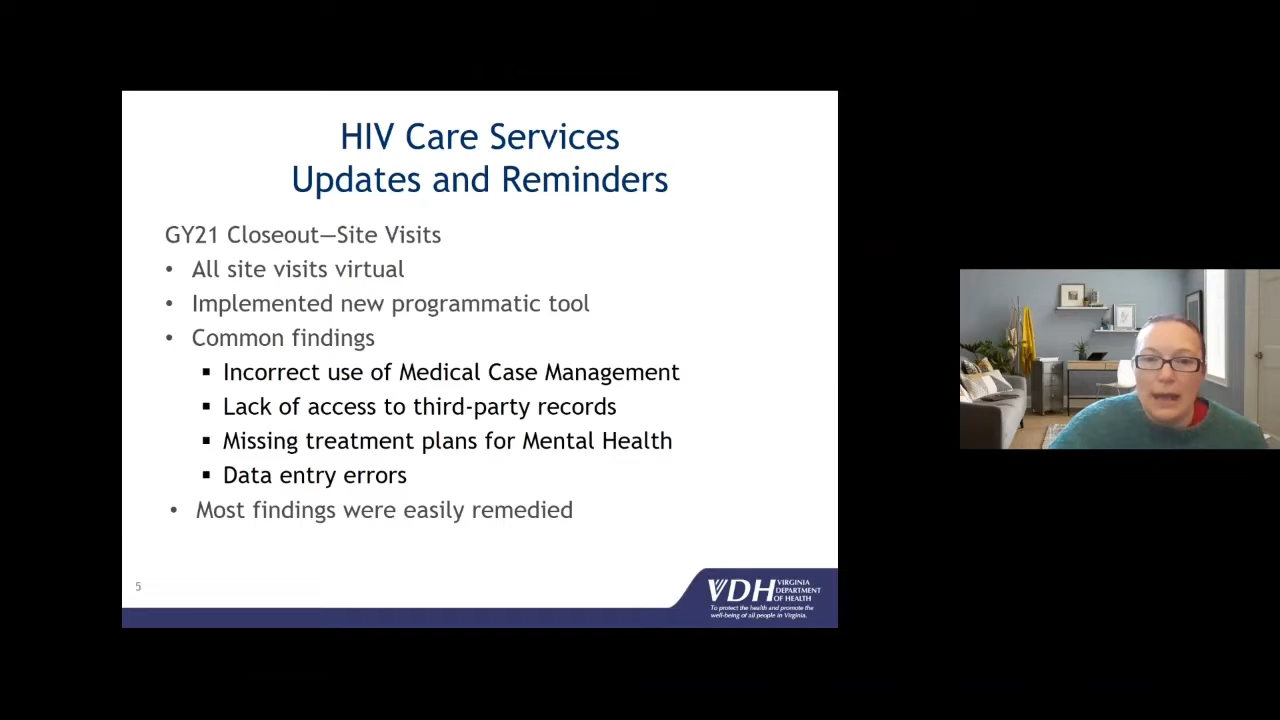 HIV Care Services
Updates and Reminders
GY21 Closeout—Site Visits
• All site visits virtual
• Implemented new programmatic tool
• Common findings
▪ Incorrect use of Medical Case Management
▪ Lack of access to third-party records
▪ Missing treatment plans for Mental Health
▪ Data entry errors
• Most findings were easily remedied
5
VDH VIRGINIA
DEPARTMENT
OF HEALTH
To protect the health and promote the
well-being of all people in Virginia.